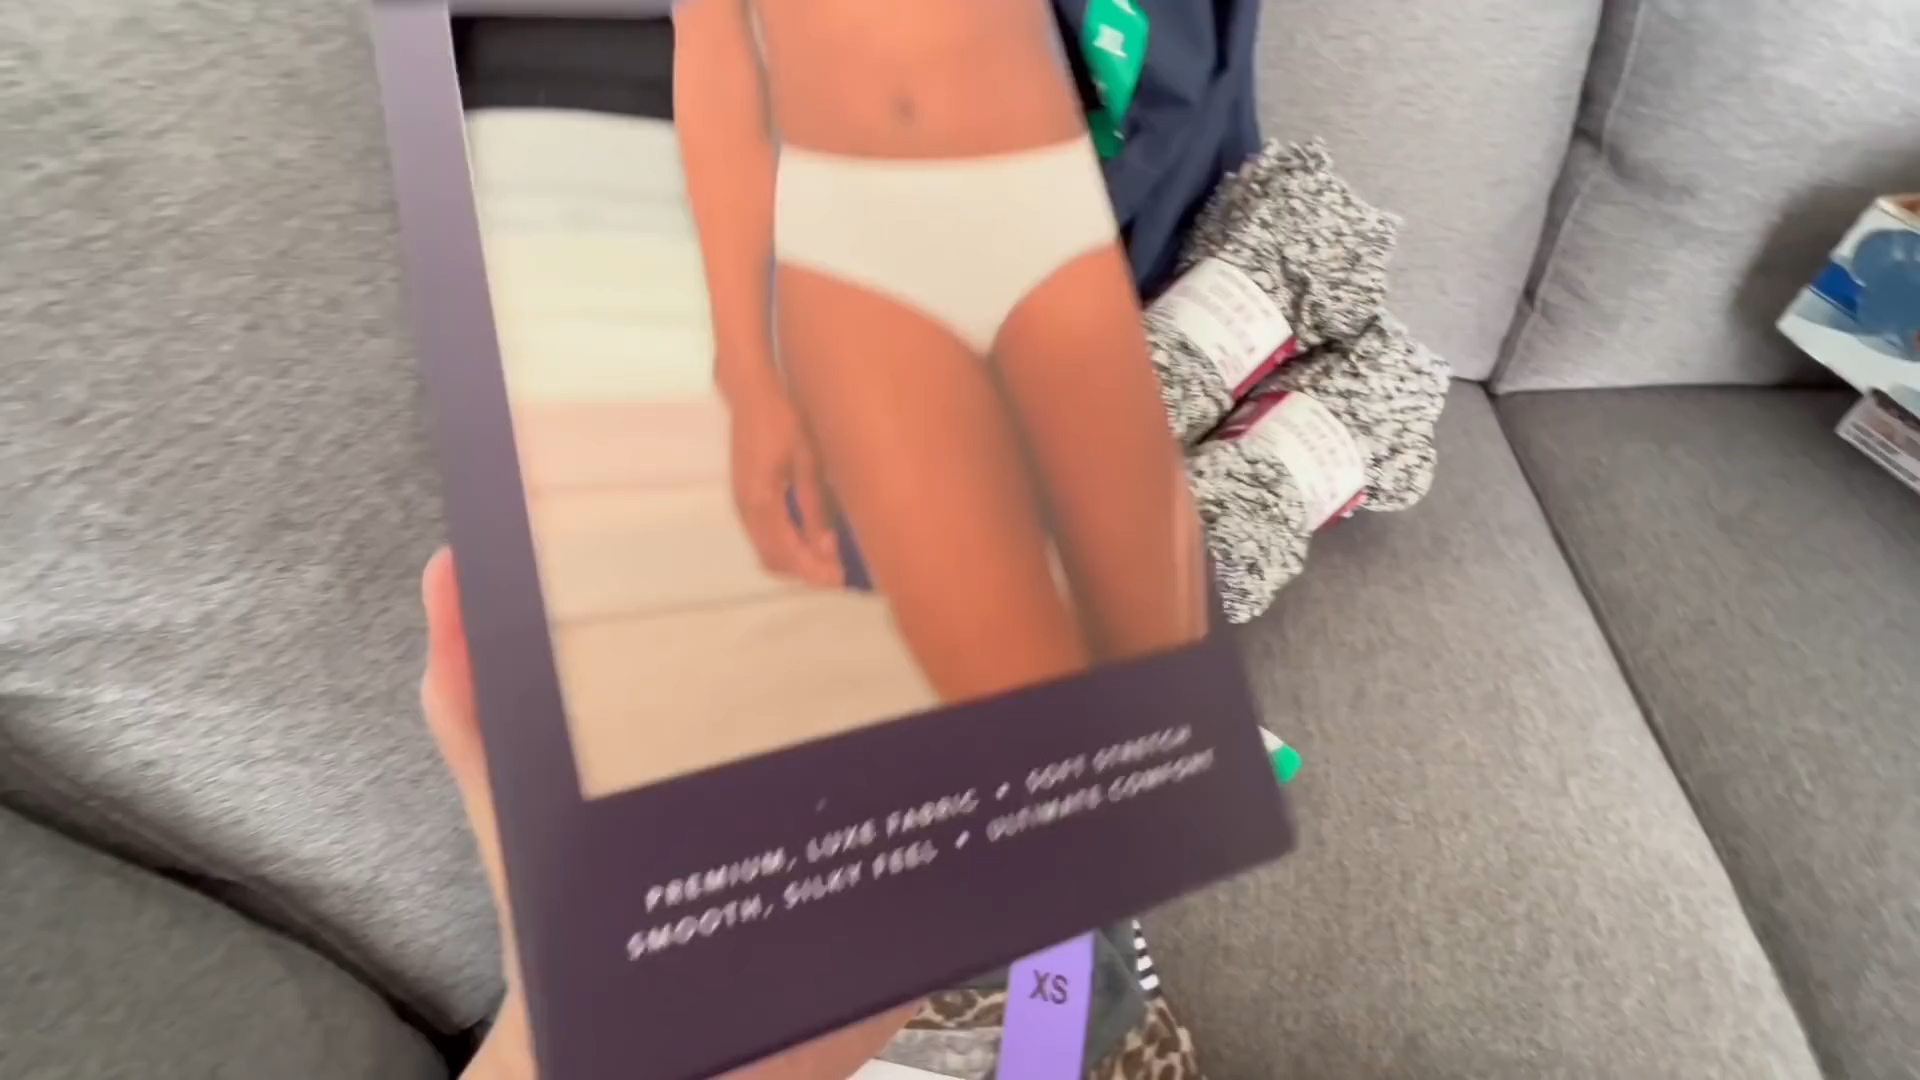 PREMIUM, LUXE FABRIC • SOFT STRETCH
SMOOTH, SILKY FEEL • ULTIMATE COMFORT
XS